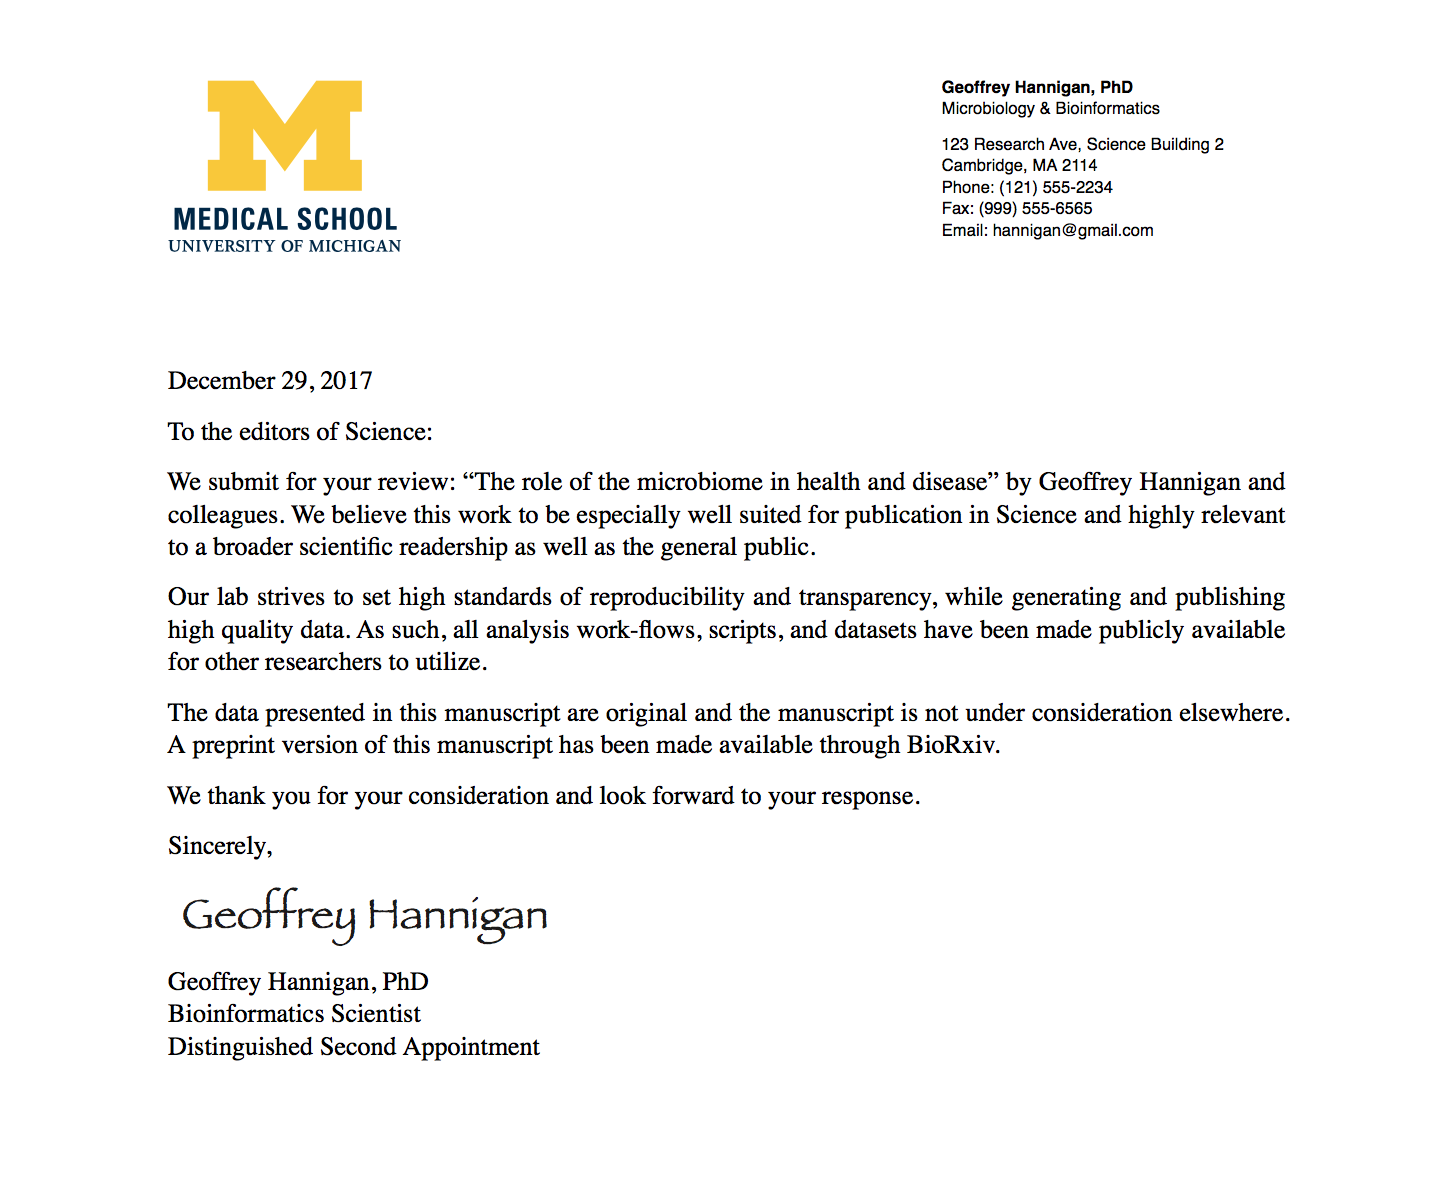 MEDICAL SCHOOL
UNIVERSITY OF MICHIGAN
Geoffrey Hannigan, PhD
Microbiology & Bioinformatics
123 Research Ave, Science Building 2
Cambridge, MA 2114
Phone: (121) 555-2234
Fax: (999) 555-6565
Email: hannigan@gmail.com
December 29, 2017
To the editors of Science:
We submit for your review: “The role of the microbiome in health and disease” by Geoffrey Hannigan and
colleagues. We believe this work to be especially well suited for publication in Science and highly relevant
to a broader scientific readership as well as the general public.
Our lab strives to set high standards of reproducibility and transparency, while generating and publishing
high quality data. As such, all analysis work-flows, scripts, and datasets have been made publicly available
for other researchers to utilize.
The data presented in this manuscript are original and the manuscript is not under consideration elsewhere.
A preprint version of this manuscript has been made available through BioRxiv.
We thank you for your consideration and look forward to your response.
Sincerely,
Geoffrey Hannigan
Geoffrey Hannigan, PhD
Bioinformatics Scientist
Distinguished Second Appointment